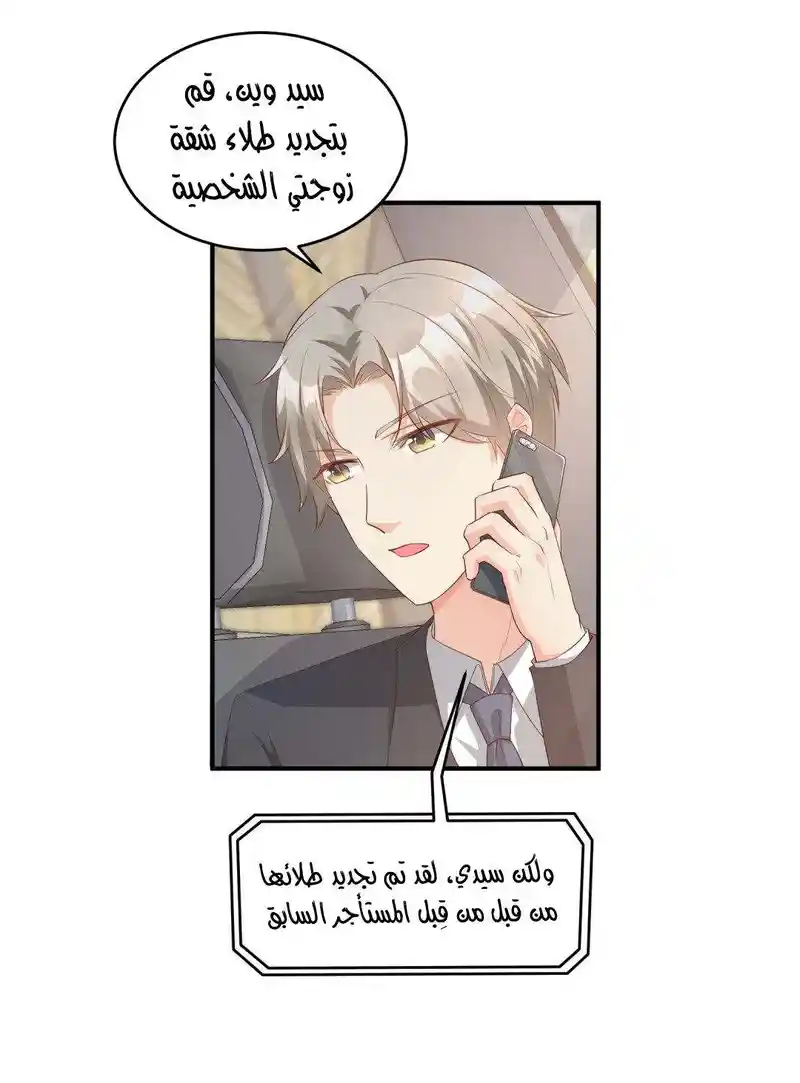 سيد وين، قم
بتجديد طلاء شقة
زوجتي الشخصية
ولكن سيدي، لقد تم تجديد طلائها
من قبل من قِبل المستأجر السابق